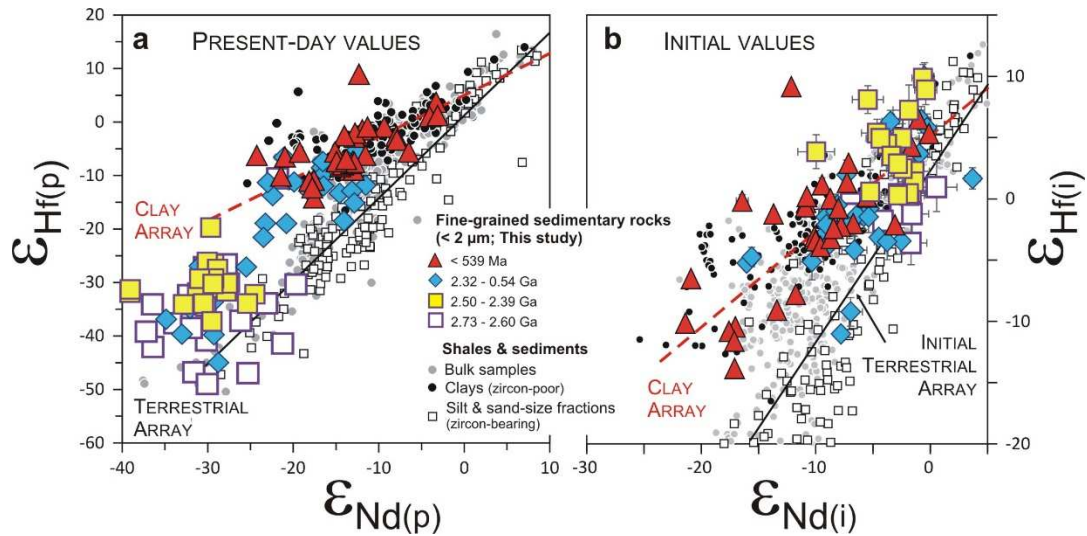 a PRESENT-DAY VALUES
b INITIAL VALUES
20
10
0
-10
-20
-30
-40
-50
-60
εHf(p)
CLAY
ARRAY
TERRESTRIAL
ARRAY
Fine-grained sedimentary rocks
(< 2 µm; This study)
< 539 Ma
2.32 - 0.54 Ga
2.50 - 2.39 Ga
2.73 - 2.60 Ga
Shales & sediments
Bulk samples
Clays (zircon-poor)
Silt & sand-size fractions
(zircon-bearing)
-40 -30 -20 -10 0 10
εNd(p)
CLAY
ARRAY
INITIAL
TERRESTRIAL
ARRAY
10
0
-10
-20
εHf(i)
-30 -20 -10 0
εNd(i)